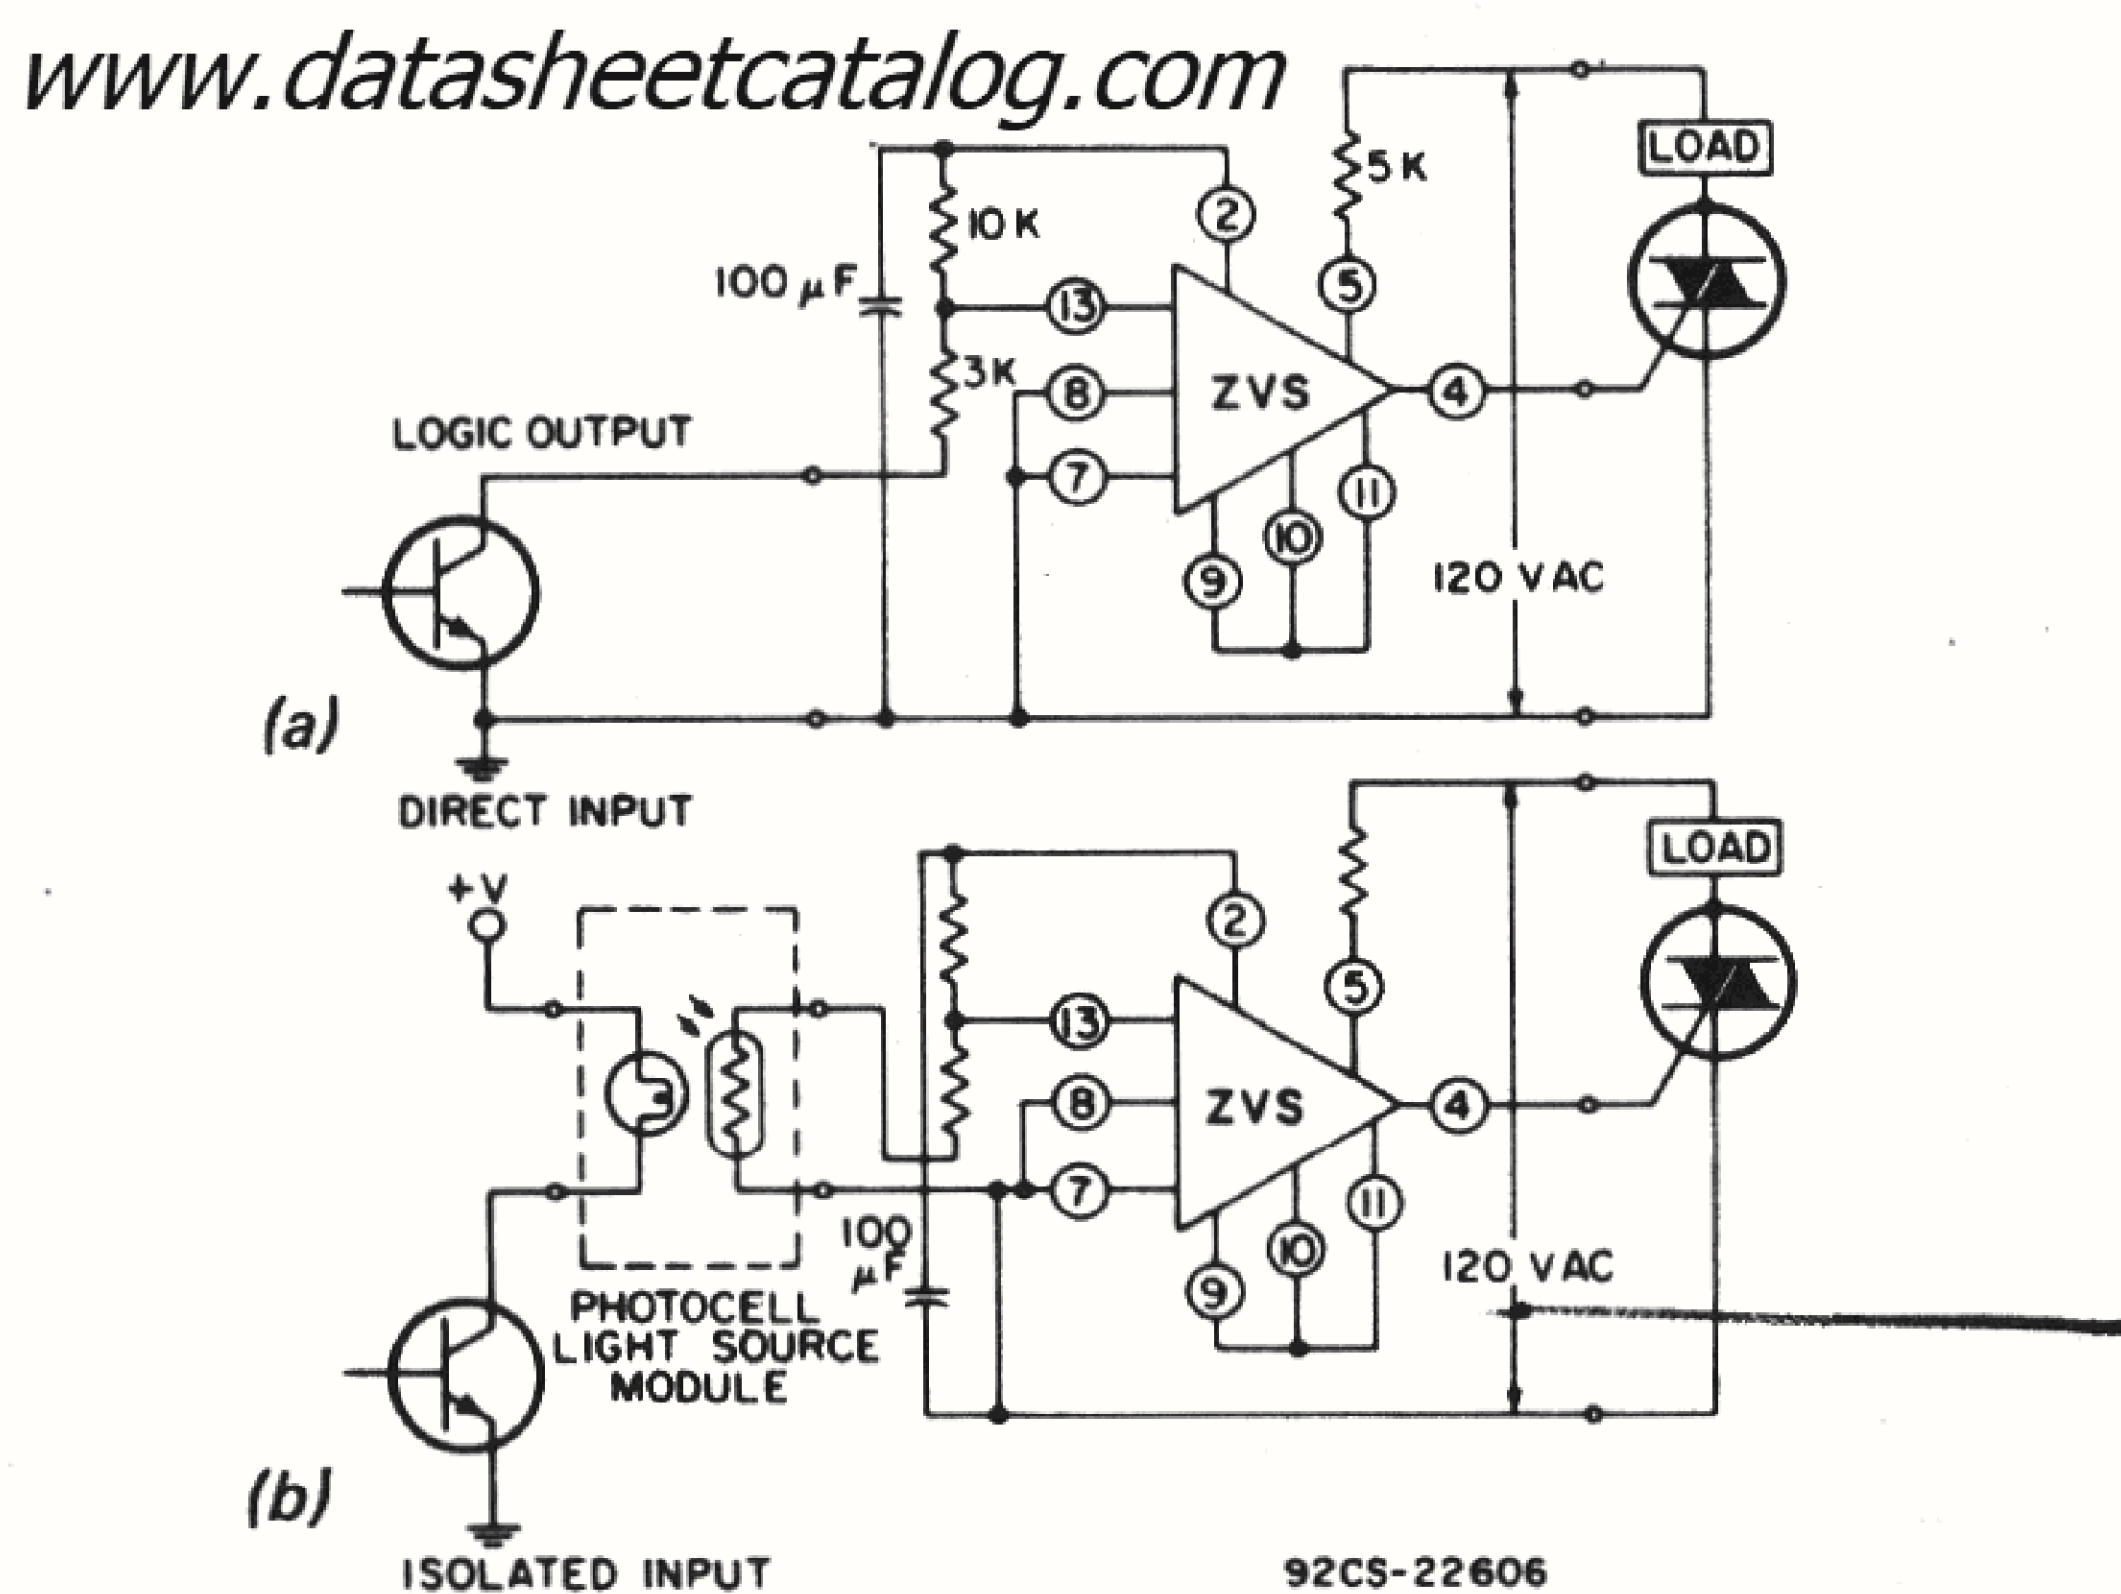 www.datasheetcatalog.com
LOAD
5 K
2
10 K
5
100 µF
13
3K
8
ZVS
4
LOGIC OUTPUT
7
11
10
9
120 VAC
(a)
DIRECT INPUT
LOAD
+V
2
5
13
8
ZVS
4
7
11
100
µF
10
120 VAC
9
PHOTOCELL
LIGHT SOURCE
MODULE
(b)
ISOLATED INPUT
92CS-22606